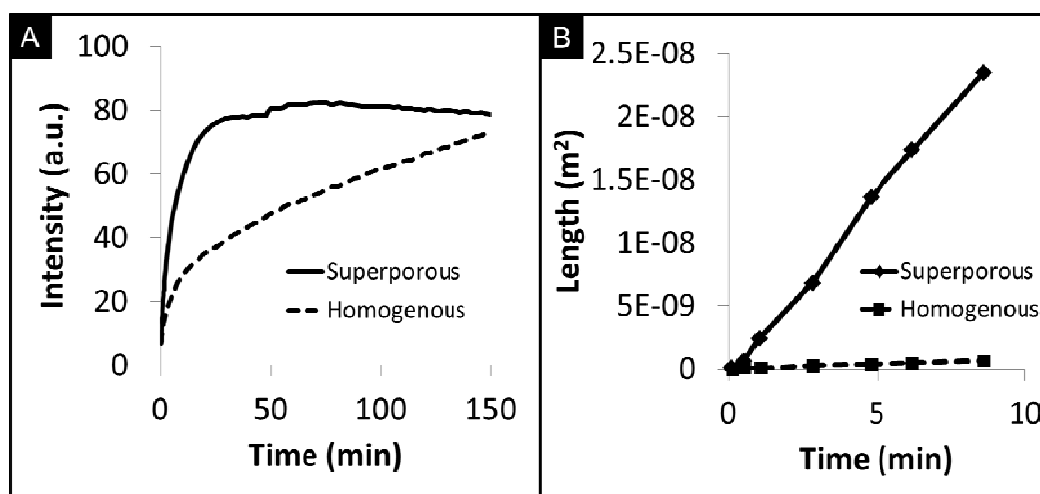 A
100
80
60
40
20
0
0 50 100 150
Intensity (a.u.)
Time (min)
Superporous
Homogenous
B
2.5E-08
2E-08
1.5E-08
1E-08
5E-09
0
0 5 10
Length (m²)
Time (min)
Superporous
Homogenous